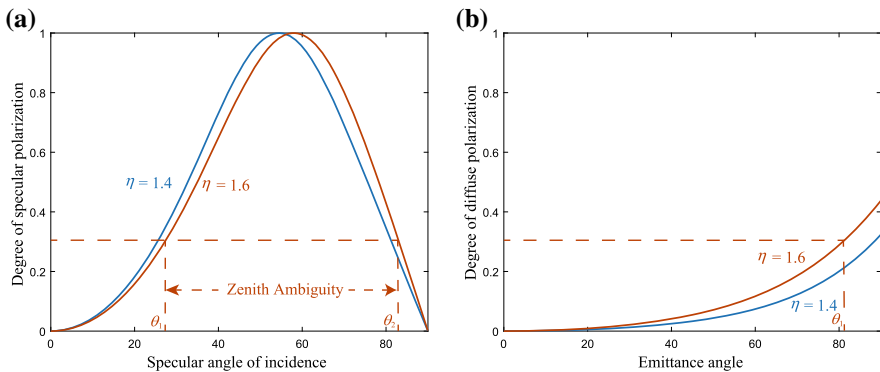 (a)
Degree of specular polarization
1
0.8
0.6
0.4
0.2
0
η = 1.4
η = 1.6
Zenith Ambiguity
θ1
θ2
0
20
40
60
80
Specular angle of incidence
(b)
Degree of diffuse polarization
1
0.8
0.6
0.4
0.2
0
η = 1.6
η = 1.4
0
20
40
60
80
Emittance angle